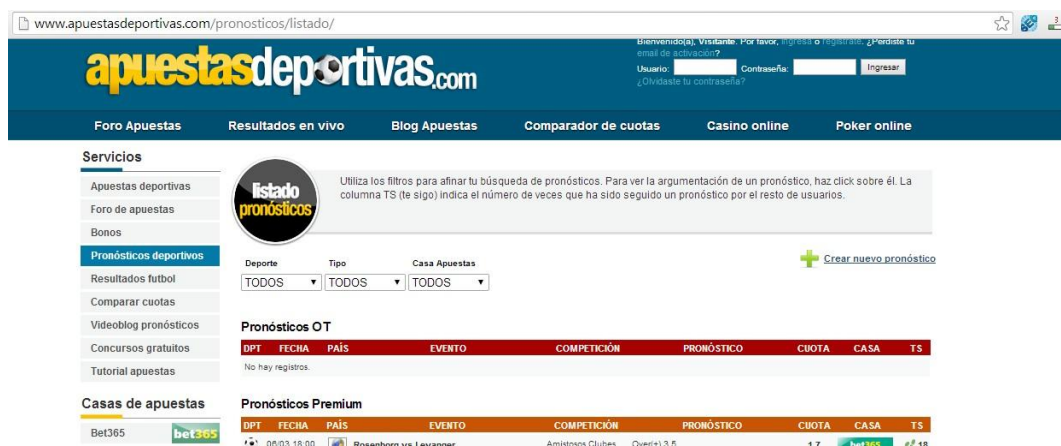 www.apuestasdeportivas.com/pronosticos/listado/
3
apuestasdeportivas.com
Bienvenido(a), Visitante. Por favor, ingresa o regístrate. ¿Perdiste tu
email de activación?
Usuario: Contraseña: Ingresar
¿Olvidaste tu contraseña?
Foro Apuestas Resultados en vivo Blog Apuestas Comparador de cuotas Casino online Poker online
Servicios
Apuestas deportivas
Foro de apuestas
Bonos
Pronósticos deportivos
Resultados futbol
Comparar cuotas
Videoblog pronósticos
Concursos gratuitos
Tutorial apuestas
Casas de apuestas
Bet365 bet365
listado
pronósticos
Utiliza los filtros para afinar tu búsqueda de pronósticos. Para ver la argumentación de un pronóstico, haz click sobre él. La
columna TS (te sigo) indica el número de veces que ha sido seguido un pronóstico por el resto de usuarios.
Crear nuevo pronóstico
Deporte Tipo Casa Apuestas
TODOS TODOS TODOS
Pronósticos OT
DPT FECHA PAÍS EVENTO COMPETICIÓN PRONÓSTICO CUOTA CASA TS
No hay registros.
Pronósticos Premium
DPT FECHA PAÍS EVENTO COMPETICIÓN PRONÓSTICO CUOTA CASA TS
06/03 18:00 Rosenborg vs Levanger Amistosos Clubes Over(+) 3.5 1.7 bet365 18